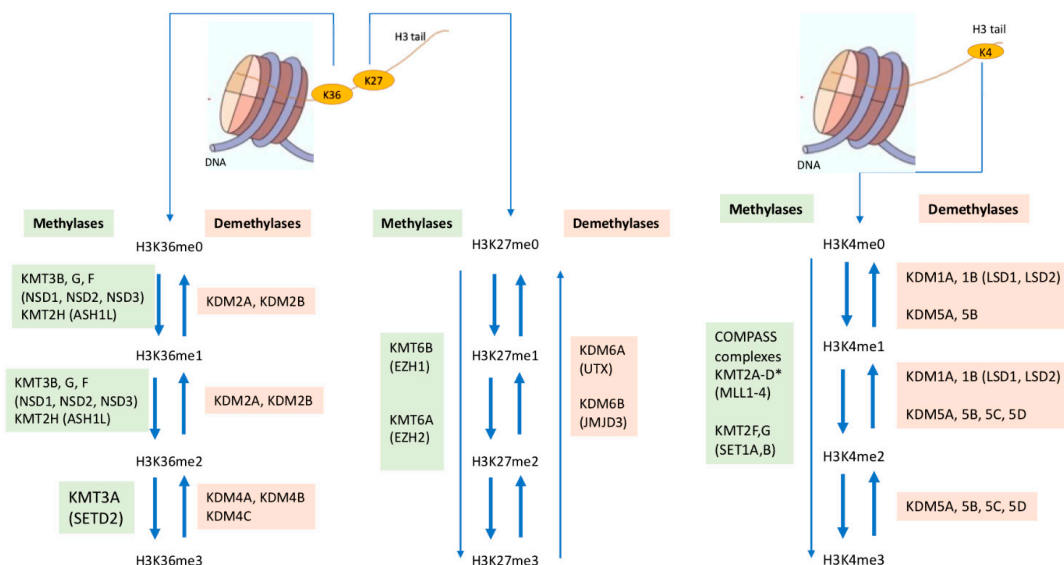 H3 tail
K27
K36
DNA
Methylases
Demethylases
H3K36me0
KMT3B, G, F
(NSD1, NSD2, NSD3)
KMT2H (ASH1L)
KDM2A, KDM2B
H3K36me1
KMT3B, G, F
(NSD1, NSD2, NSD3)
KMT2H (ASH1L)
KDM2A, KDM2B
H3K36me2
KMT3A
(SETD2)
KDM4A, KDM4B
KDM4C
H3K36me3
Methylases
Demethylases
H3K27me0
KMT6B
(EZH1)
KMT6A
(EZH2)
H3K27me1
KDM6A
(UTX)
KDM6B
(JMJD3)
H3K27me2
H3K27me3
H3 tail
K4
DNA
Methylases
Demethylases
H3K4me0
KDM1A, 1B (LSD1, LSD2)
KDM5A, 5B
COMPASS
complexes
KMT2A-D*
(MLL1-4)
KMT2F,G
(SET1A,B)
H3K4me1
KDM1A, 1B (LSD1, LSD2)
KDM5A, 5B, 5C, 5D
H3K4me2
KDM5A, 5B, 5C, 5D
H3K4me3